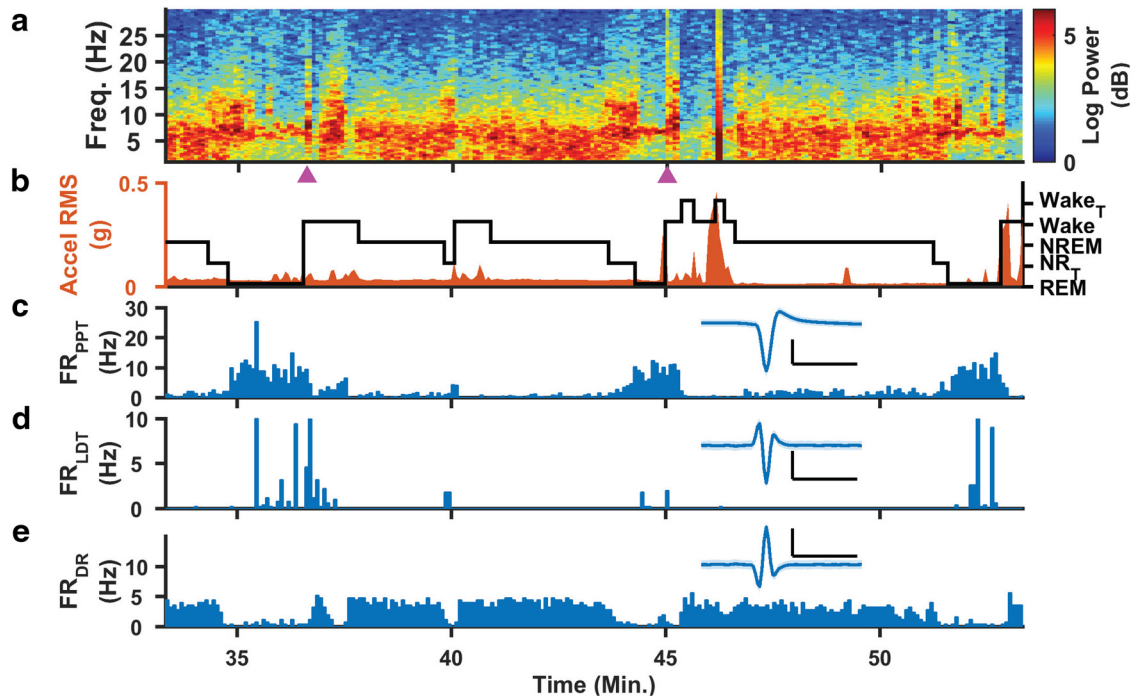 a
Freq. (Hz)
25
20
15
10
5
5
0
Log Power
(dB)
b
Accel RMS
(g)
0.5
0
Wake_T
Wake
NREM
NR_T
REM
c
FR_PPT
(Hz)
30
20
10
0
d
FR_LDT
(Hz)
10
5
0
e
FR_DR
(Hz)
10
5
0
35
40
45
50
Time (Min.)